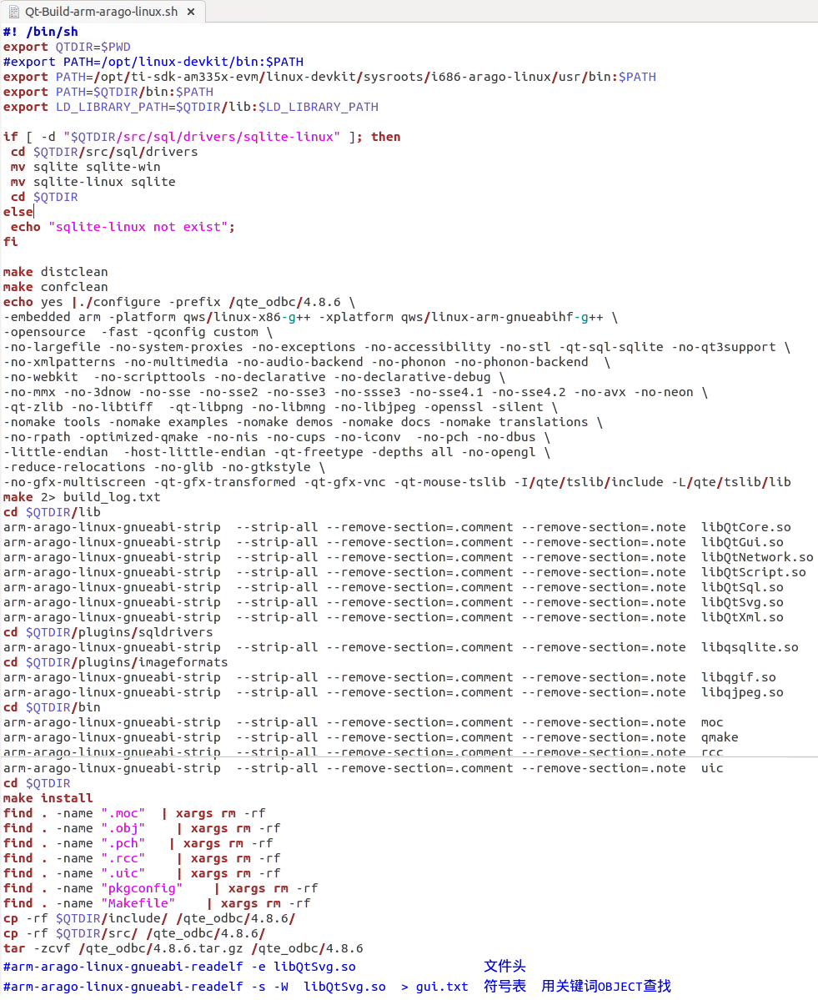 Qt-Build-arm-arago-linux.sh ×
#! /bin/sh
export QTDIR=$PWD
#export PATH=/opt/linux-devkit/bin:$PATH
export PATH=/opt/ti-sdk-am335x-evm/linux-devkit/sysroots/i686-arago-linux/usr/bin:$PATH
export PATH=$QTDIR/bin:$PATH
export LD_LIBRARY_PATH=$QTDIR/lib:$LD_LIBRARY_PATH
if [ -d "$QTDIR/src/sql/drivers/sqlite-linux" ]; then
cd $QTDIR/src/sql/drivers
mv sqlite sqlite-win
mv sqlite-linux sqlite
cd $QTDIR
else
echo "sqlite-linux not exist";
fi
make distclean
make confclean
echo yes |./configure -prefix /qte_odbc/4.8.6 \
-embedded arm -platform qws/linux-x86-g++ -xplatform qws/linux-arm-gnueabihf-g++ \
-opensource  -fast -qconfig custom \
-no-largefile -no-system-proxies -no-exceptions -no-accessibility -no-stl -qt-sql-sqlite -no-qt3support \
-no-xmlpatterns -no-multimedia -no-audio-backend -no-phonon -no-phonon-backend  \
-no-webkit  -no-scripttools -no-declarative -no-declarative-debug \
-no-mmx -no-3dnow -no-sse -no-sse2 -no-sse3 -no-ssse3 -no-sse4.1 -no-sse4.2 -no-avx -no-neon \
-qt-zlib -no-libtiff  -qt-libpng -no-libmng -no-libjpeg -openssl -silent \
-nomake tools -nomake examples -nomake demos -nomake docs -nomake translations \
-no-rpath -optimized-qmake -no-nis -no-cups -no-iconv  -no-pch -no-dbus \
-little-endian  -host-little-endian -qt-freetype -depths all -no-opengl \
-reduce-relocations -no-glib -no-gtkstyle \
-no-gfx-multiscreen -qt-gfx-transformed -qt-gfx-vnc -qt-mouse-tslib -I/qte/tslib/include -L/qte/tslib/lib
make 2> build_log.txt
cd $QTDIR/lib
arm-arago-linux-gnueabi-strip  --strip-all --remove-section=.comment --remove-section=.note  libQtCore.so
arm-arago-linux-gnueabi-strip  --strip-all --remove-section=.comment --remove-section=.note  libQtGui.so
arm-arago-linux-gnueabi-strip  --strip-all --remove-section=.comment --remove-section=.note  libQtNetwork.so
arm-arago-linux-gnueabi-strip  --strip-all --remove-section=.comment --remove-section=.note  libQtScript.so
arm-arago-linux-gnueabi-strip  --strip-all --remove-section=.comment --remove-section=.note  libQtSql.so
arm-arago-linux-gnueabi-strip  --strip-all --remove-section=.comment --remove-section=.note  libQtSvg.so
arm-arago-linux-gnueabi-strip  --strip-all --remove-section=.comment --remove-section=.note  libQtXml.so
cd $QTDIR/plugins/sqldrivers
arm-arago-linux-gnueabi-strip  --strip-all --remove-section=.comment --remove-section=.note  libqsqlite.so
cd $QTDIR/plugins/imageformats
arm-arago-linux-gnueabi-strip  --strip-all --remove-section=.comment --remove-section=.note  libqgif.so
arm-arago-linux-gnueabi-strip  --strip-all --remove-section=.comment --remove-section=.note  libqjpeg.so
cd $QTDIR/bin
arm-arago-linux-gnueabi-strip  --strip-all --remove-section=.comment --remove-section=.note  moc
arm-arago-linux-gnueabi-strip  --strip-all --remove-section=.comment --remove-section=.note  qmake
arm-arago-linux-gnueabi-strip  --strip-all --remove-section=.comment --remove-section=.note  rcc
arm-arago-linux-gnueabi-strip  --strip-all --remove-section=.comment --remove-section=.note  uic
cd $QTDIR
make install
find . -name ".moc"  | xargs rm -rf
find . -name ".obj"    | xargs rm -rf
find . -name ".pch"   | xargs rm -rf
find . -name ".rcc"    | xargs rm -rf
find . -name ".uic"    | xargs rm -rf
find . -name "pkgconfig"    | xargs rm -rf
find . -name "Makefile"    | xargs rm -rf
cp -rf $QTDIR/include/ /qte_odbc/4.8.6/
cp -rf $QTDIR/src/ /qte_odbc/4.8.6/
tar -zcvf /qte_odbc/4.8.6.tar.gz /qte_odbc/4.8.6
#arm-arago-linux-gnueabi-readelf -e libQtSvg.so 文件头
#arm-arago-linux-gnueabi-readelf -s -W  libQtSvg.so  > gui.txt  符号表  用关键词OBJECT查找